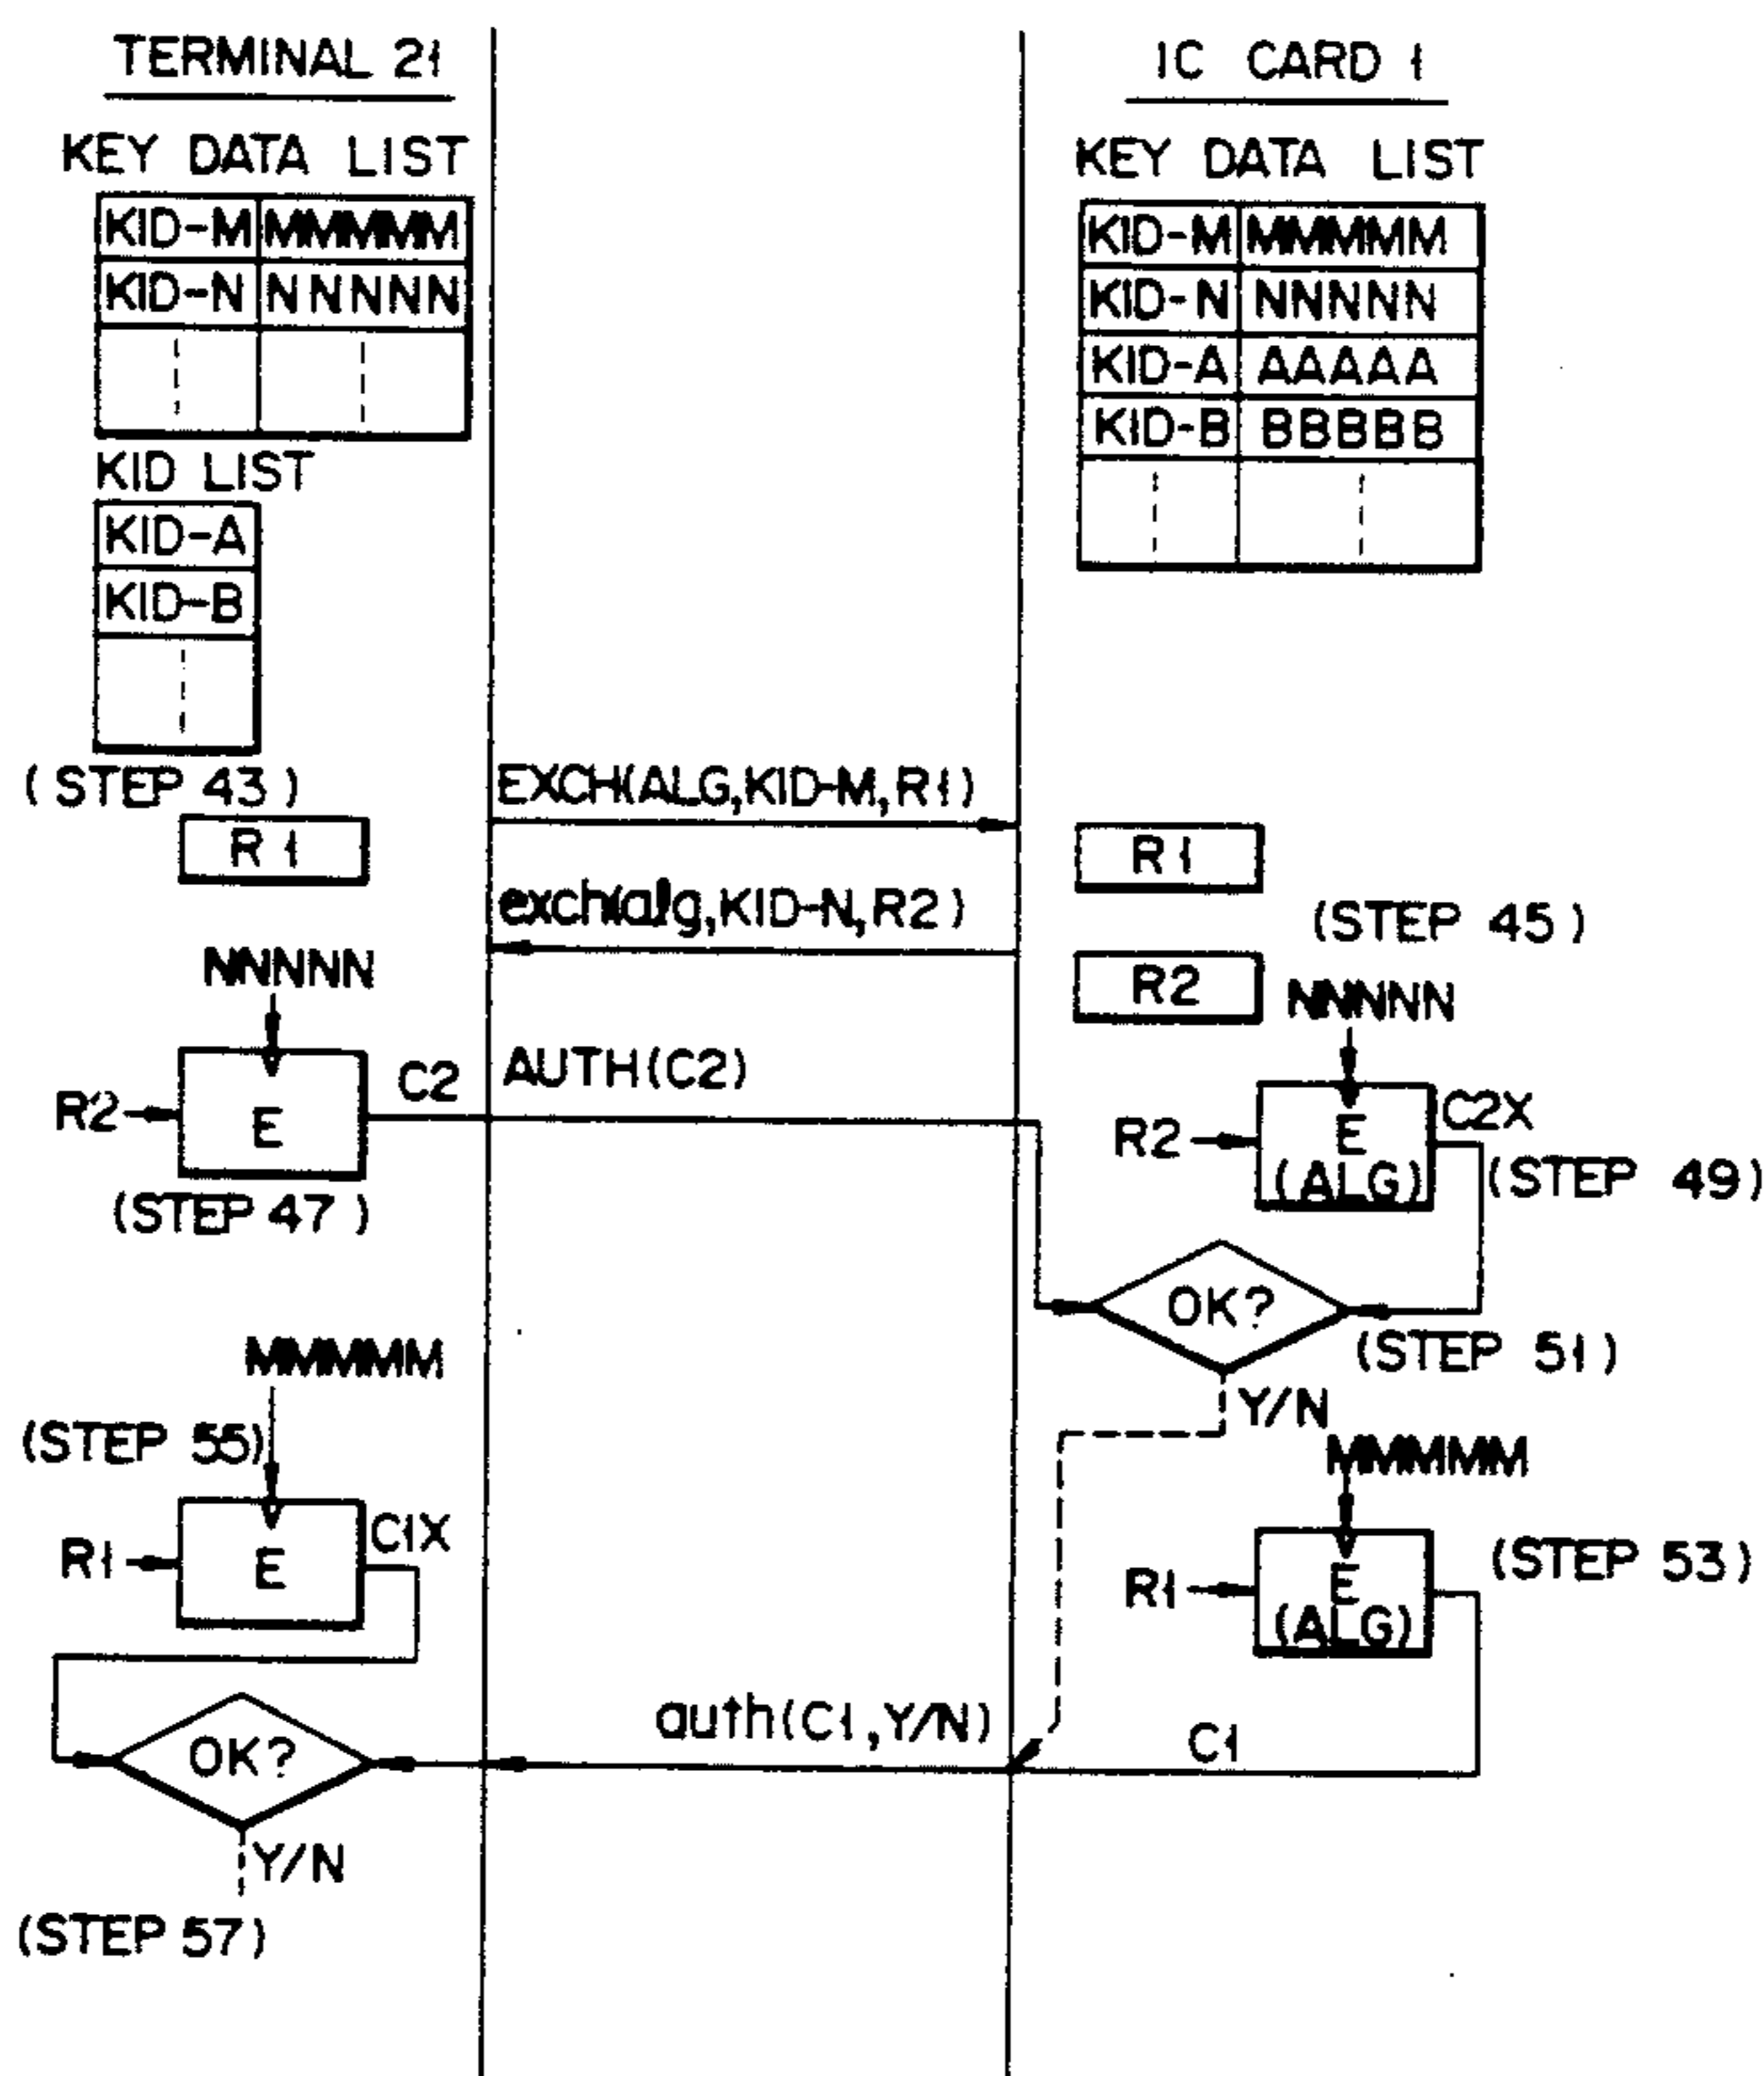 TERMINAL 21
KEY DATA LIST
KID-M MMMMM
KID-N NNNNN
KID LIST
KID-A
KID-B
(STEP 43)
R1
NNNNN
R2
E
C2
(STEP 47)
MMMMM
(STEP 55)
R1
E
C1X
OK?
Y/N
(STEP 57)
EXCH(ALG,KID-M,R1)
exch(alg,KID-N,R2)
AUTH(C2)
auth(C1,Y/N)
IC CARD 1
KEY DATA LIST
KID-M MMMMM
KID-N NNNNN
KID-A AAAAA
KID-B BBBBB
R1
(STEP 45)
R2
NNNNN
R2
E
(ALG)
C2X
(STEP 49)
OK?
(STEP 51)
Y/N
MMMMM
R1
E
(ALG)
(STEP 53)
C1